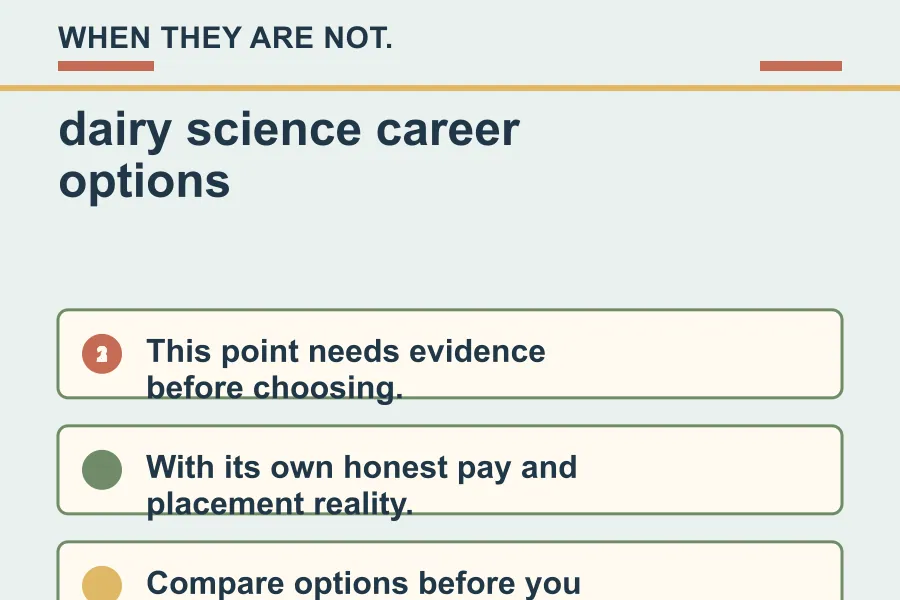 WHEN THEY ARE NOT.
dairy science career
options
This point needs evidence
before choosing.
With its own honest pay and
placement reality.
Compare options before you